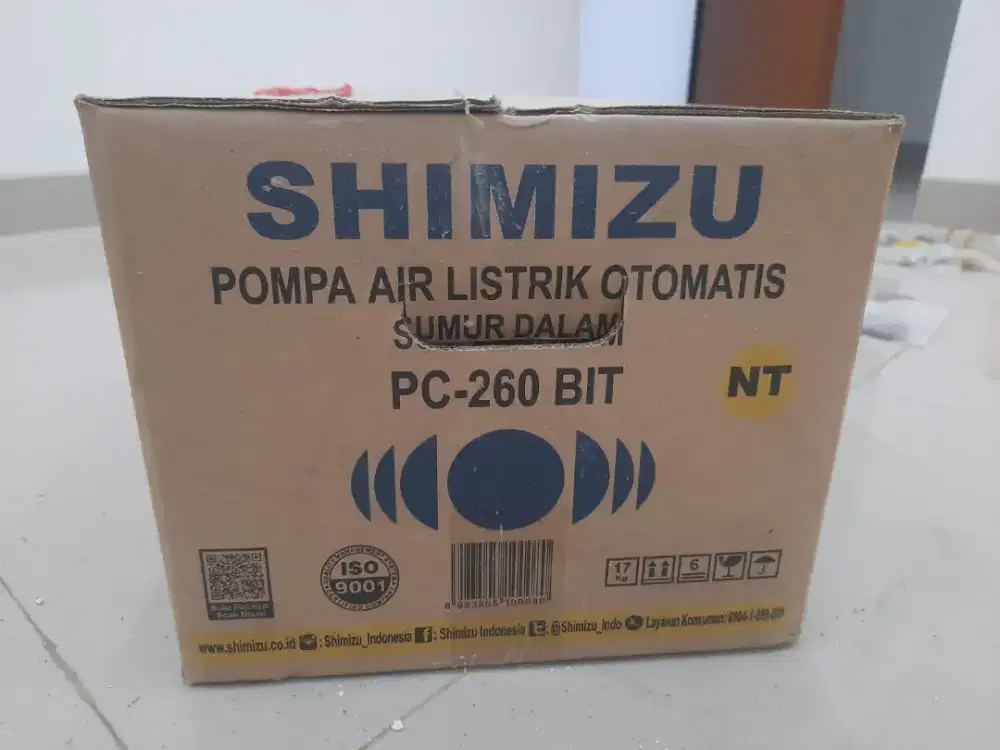 SHIMIZU
POMPA AIR LISTRIK OTOMATIS
SUMUR DALAM
PC-260 BIT
NT
ISO
9001
17
Kg
6
www.shimizu.co.id : Shimizu_Indonesia : Shimizu Indonesia : @Shimizu_Indo Layanan Konsumen: